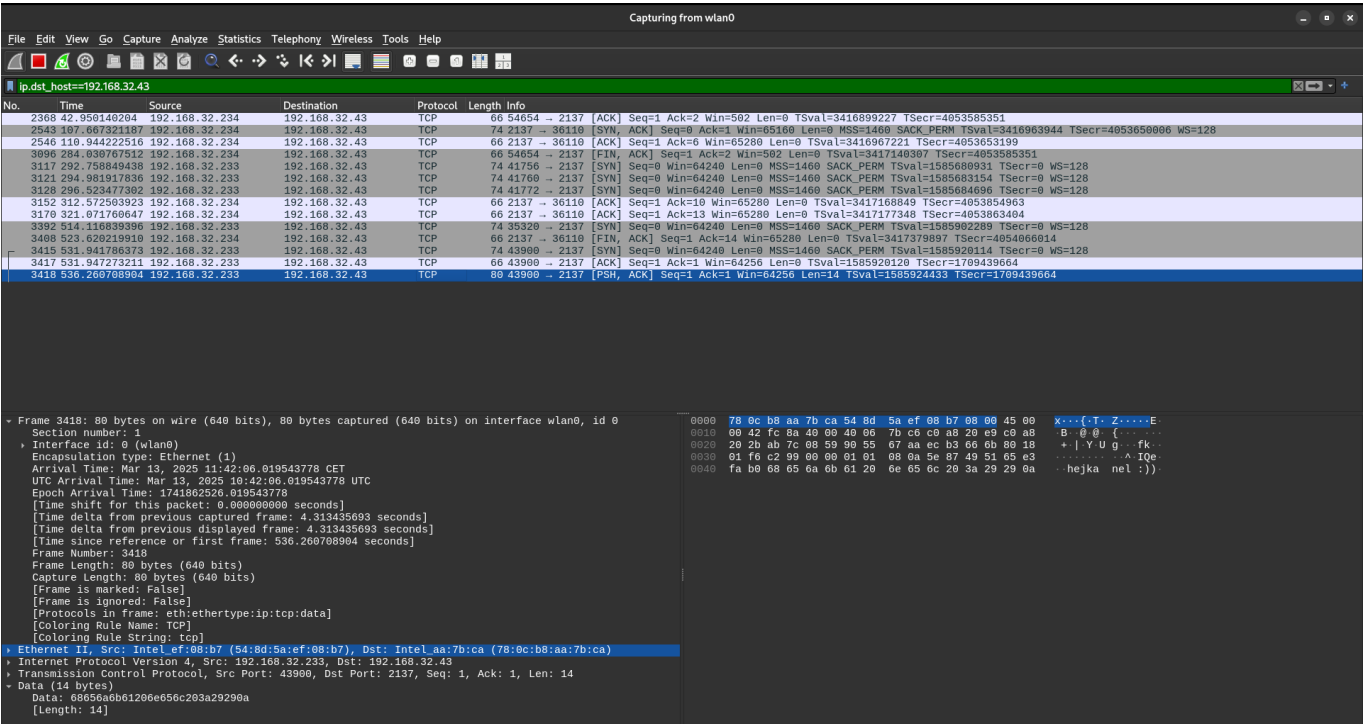 Capturing from wlan0
File Edit View Go Capture Analyze Statistics Telephony Wireless Tools Help
ip.dst_host==192.168.32.43
No. Time Source Destination Protocol Length Info
2368 42.950140204 192.168.32.234 192.168.32.43 TCP 66 54654 → 2137 [ACK] Seq=1 Ack=2 Win=502 Len=0 TSval=3416899227 TSecr=4053585351
2543 107.667321187 192.168.32.234 192.168.32.43 TCP 74 2137 → 36110 [SYN, ACK] Seq=0 Ack=1 Win=65160 Len=0 MSS=1460 SACK_PERM TSval=3416963944 TSecr=4053650006 WS=128
2546 110.944222516 192.168.32.234 192.168.32.43 TCP 66 2137 → 36110 [ACK] Seq=1 Ack=6 Win=65280 Len=0 TSval=3416967221 TSecr=4053653199
3096 284.030767512 192.168.32.234 192.168.32.43 TCP 66 54654 → 2137 [FIN, ACK] Seq=1 Ack=2 Win=502 Len=0 TSval=3417140307 TSecr=4053585351
3117 292.758849438 192.168.32.233 192.168.32.43 TCP 74 41756 → 2137 [SYN] Seq=0 Win=64240 Len=0 MSS=1460 SACK_PERM TSval=1585680931 TSecr=0 WS=128
3121 294.981917836 192.168.32.233 192.168.32.43 TCP 74 41760 → 2137 [SYN] Seq=0 Win=64240 Len=0 MSS=1460 SACK_PERM TSval=1585683154 TSecr=0 WS=128
3128 296.523477302 192.168.32.233 192.168.32.43 TCP 74 41772 → 2137 [SYN] Seq=0 Win=64240 Len=0 MSS=1460 SACK_PERM TSval=1585684696 TSecr=0 WS=128
3152 312.572503923 192.168.32.234 192.168.32.43 TCP 66 2137 → 36110 [ACK] Seq=1 Ack=10 Win=65280 Len=0 TSval=3417168849 TSecr=4053854963
3170 321.071760647 192.168.32.234 192.168.32.43 TCP 66 2137 → 36110 [ACK] Seq=1 Ack=13 Win=65280 Len=0 TSval=3417177348 TSecr=4053863404
3392 514.116839396 192.168.32.233 192.168.32.43 TCP 74 35320 → 2137 [SYN] Seq=0 Win=64240 Len=0 MSS=1460 SACK_PERM TSval=1585902289 TSecr=0 WS=128
3408 523.620219910 192.168.32.234 192.168.32.43 TCP 66 2137 → 36110 [FIN, ACK] Seq=1 Ack=14 Win=65280 Len=0 TSval=3417379897 TSecr=4054066014
3415 531.941786373 192.168.32.233 192.168.32.43 TCP 74 43900 → 2137 [SYN] Seq=0 Win=64240 Len=0 MSS=1460 SACK_PERM TSval=1585920114 TSecr=0 WS=128
3417 531.947273211 192.168.32.233 192.168.32.43 TCP 66 43900 → 2137 [ACK] Seq=1 Ack=1 Win=64256 Len=0 TSval=1585920120 TSecr=1709439664
3418 536.260708904 192.168.32.233 192.168.32.43 TCP 80 43900 → 2137 [PSH, ACK] Seq=1 Ack=1 Win=64256 Len=14 TSval=1585924433 TSecr=1709439664
Frame 3418: 80 bytes on wire (640 bits), 80 bytes captured (640 bits) on interface wlan0, id 0
Section number: 1
Interface id: 0 (wlan0)
Encapsulation type: Ethernet (1)
Arrival Time: Mar 13, 2025 11:42:06.019543778 CET
UTC Arrival Time: Mar 13, 2025 10:42:06.019543778 UTC
Epoch Arrival Time: 1741862526.019543778
[Time shift for this packet: 0.000000000 seconds]
[Time delta from previous captured frame: 4.313435693 seconds]
[Time delta from previous displayed frame: 4.313435693 seconds]
[Time since reference or first frame: 536.260708904 seconds]
Frame Number: 3418
Frame Length: 80 bytes (640 bits)
Capture Length: 80 bytes (640 bits)
[Frame is marked: False]
[Frame is ignored: False]
[Protocols in frame: eth:ethertype:ip:tcp:data]
[Coloring Rule Name: TCP]
[Coloring Rule String: tcp]
Ethernet II, Src: Intel_ef:08:b7 (54:8d:5a:ef:08:b7), Dst: Intel_aa:7b:ca (78:0c:b8:aa:7b:ca)
Internet Protocol Version 4, Src: 192.168.32.233, Dst: 192.168.32.43
Transmission Control Protocol, Src Port: 43900, Dst Port: 2137, Seq: 1, Ack: 1, Len: 14
Data (14 bytes)
Data: 68656a6b61206e656c203a29290a
[Length: 14]
0000 78 0c b8 aa 7b ca 54 8d 5a ef 08 b7 08 00 45 00 x···{·T· Z·····E·
0010 00 42 fc 8a 40 00 40 06 7b c6 c0 a8 20 e9 c0 a8 ·B··@·@· {··· ···
0020 20 2b ab 7c 08 59 90 55 67 aa ec b3 66 6b 80 18 +·|·Y·U g···fk··
0030 01 f6 c2 99 00 00 01 01 08 0a 5e 87 49 51 65 e3 ········ ··^·IQe·
0040 fa b0 68 65 6a 6b 61 20 6e 65 6c 20 3a 29 29 0a ··hejka nel :))·